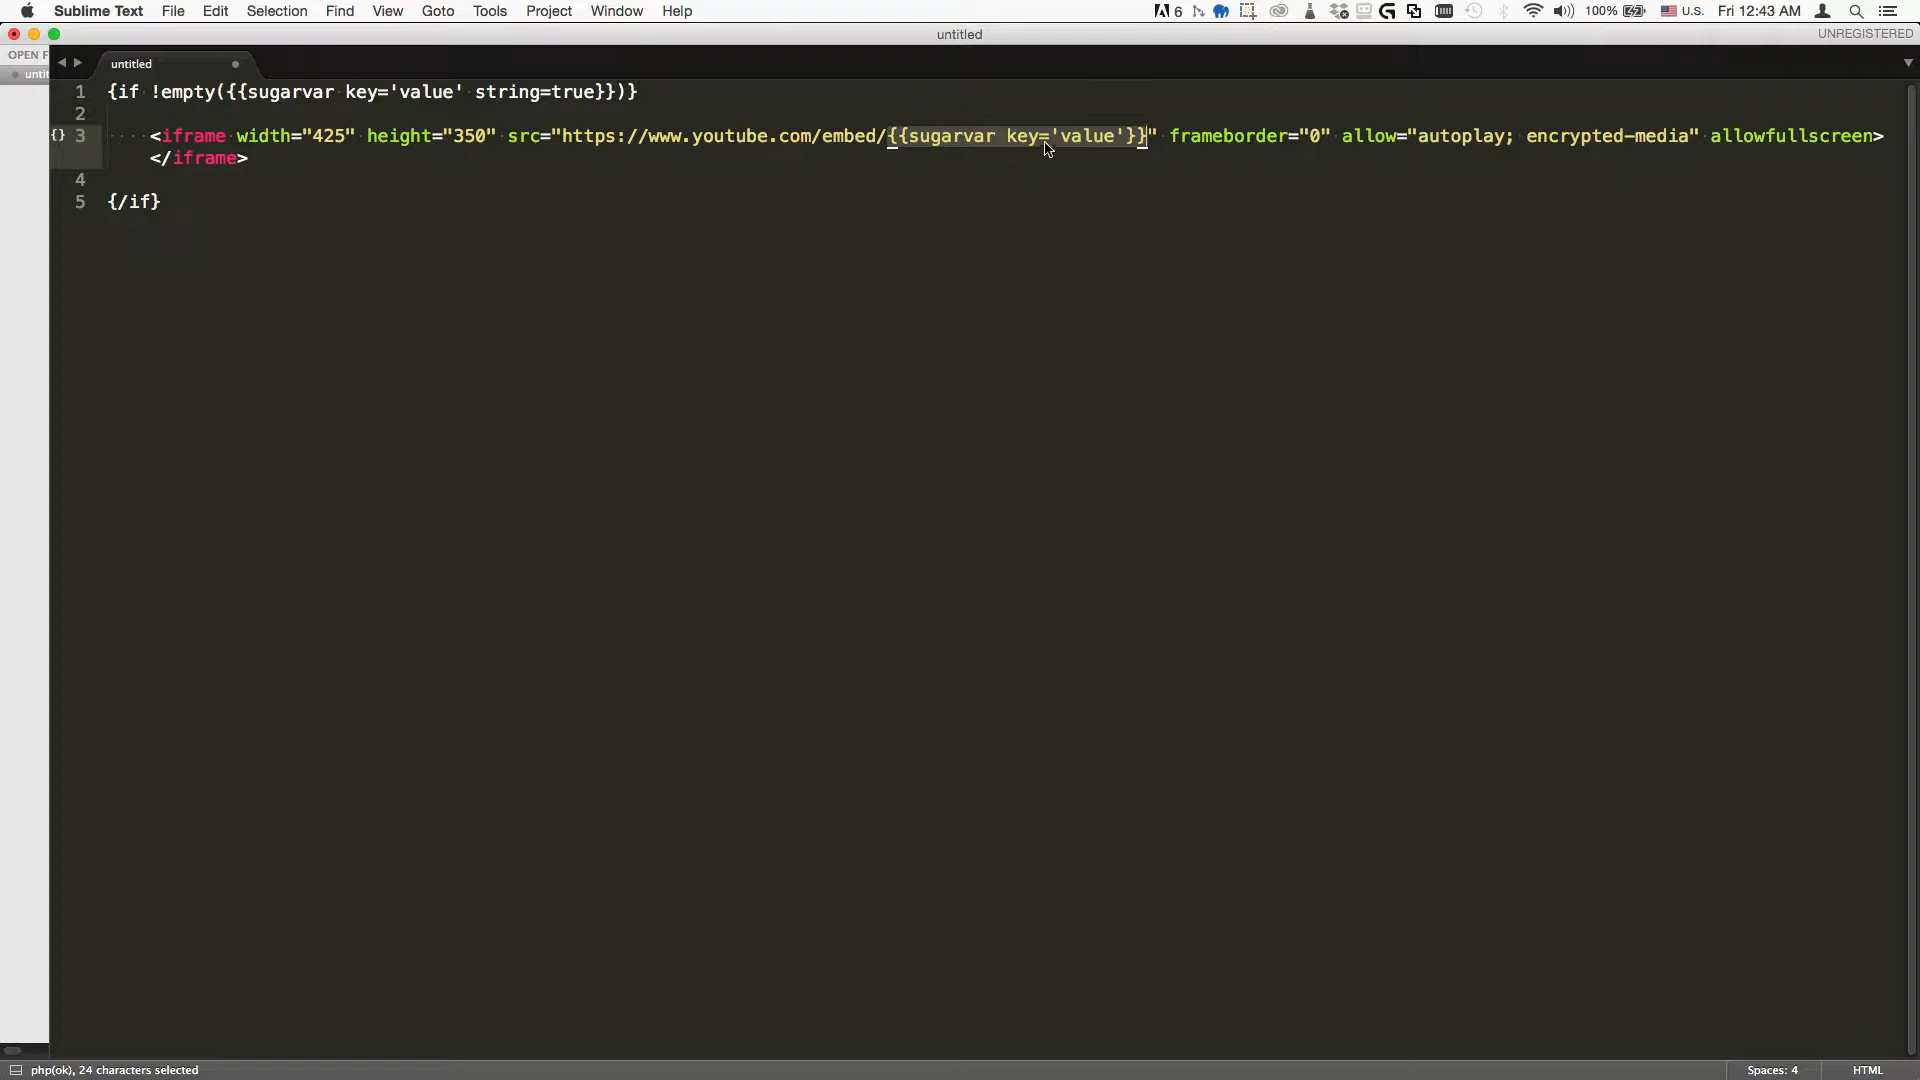 Sublime Text File Edit Selection Find View Goto Tools Project Window Help 6 100% U.S. Fri 12:43 AM
untitled UNREGISTERED
OPEN F
untit
untitled
1 {if !empty({{sugarvar key='value' string=true}})}
2
{} 3 <iframe width="425" height="350" src="https://www.youtube.com/embed/{{sugarvar key='value'}}" frameborder="0" allow="autoplay; encrypted-media" allowfullscreen>
</iframe>
4
5 {/if}
php(ok), 24 characters selected Spaces: 4 HTML